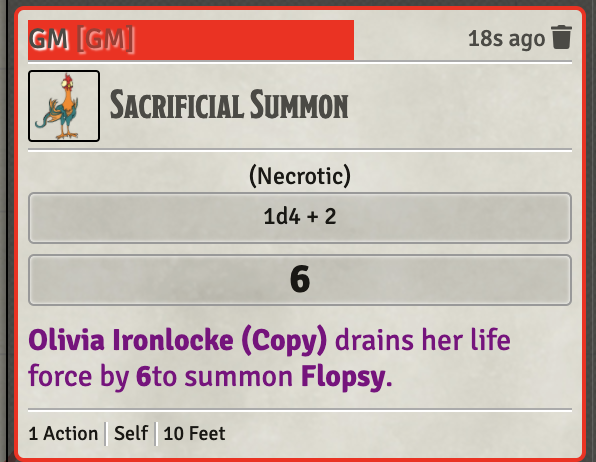 GM [GM]
18s ago
Sacrificial Summon
(Necrotic)
1d4 + 2
6
Olivia Ironlocke (Copy) drains her life
force by 6to summon Flopsy.
1 Action | Self | 10 Feet